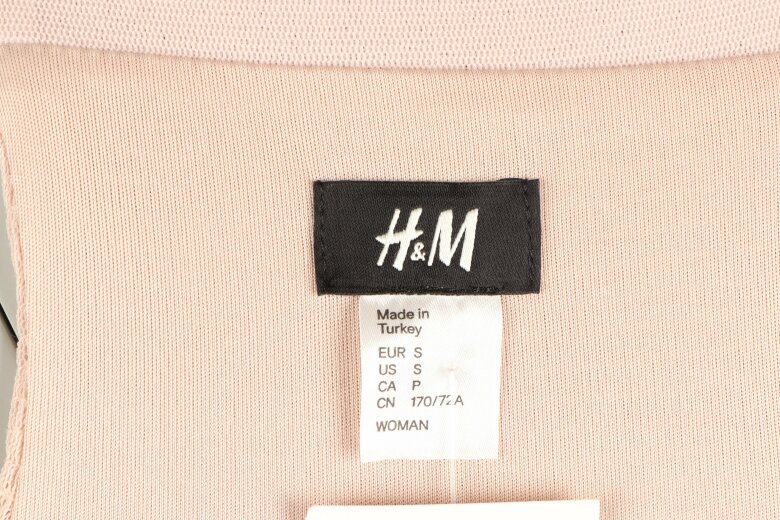 H&M
Made in
Turkey
EUR S
US S
CA P
CN 170/72A
WOMAN